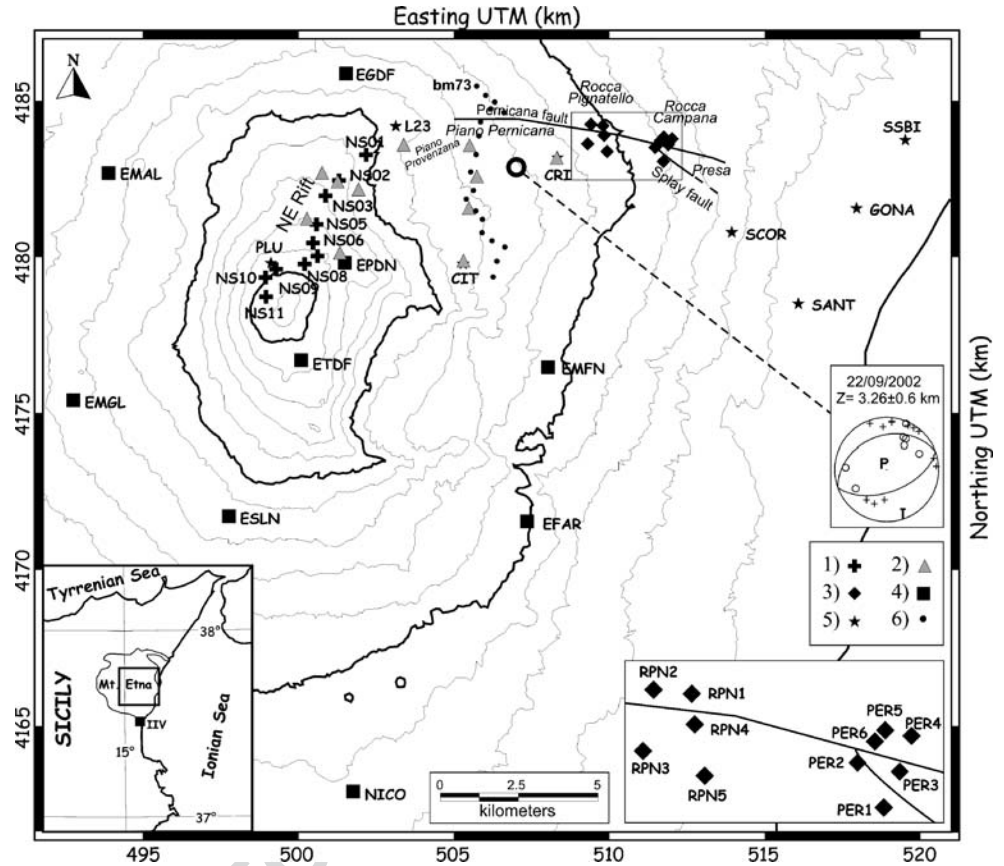 Easting UTM (km)
N
EGDF
bm73
Rocca
Pignatello
Pernicana fault
Rocca
Campana
L23
Piano Pernicana
Piano
Provenzana
SSBI
NS01
EMAL
NS02
CRI
Presa
Splay fault
NE Rift
NS03
GONA
NS05
SCOR
PLU
NS06
EPDN
CIT
NS10
NS08
NS09
NS11
SANT
ETDF
EMFN
EMGL
22/09/2002
Z= 3.26±0.6 km
P
T
ESLN
EFAR
1)
2)
3)
4)
5)
6)
Tyrrenian Sea
38°
SICILY
Mt. Etna
IIV
15°
Ionian Sea
37°
RPN2
RPN1
RPN4
PER5
PER4
PER6
RPN3
PER2
PER3
RPN5
PER1
NICO
0 2.5 5
kilometers
4185
4180
4175
4170
4165
Northing UTM (km)
495 500 505 510 515 520